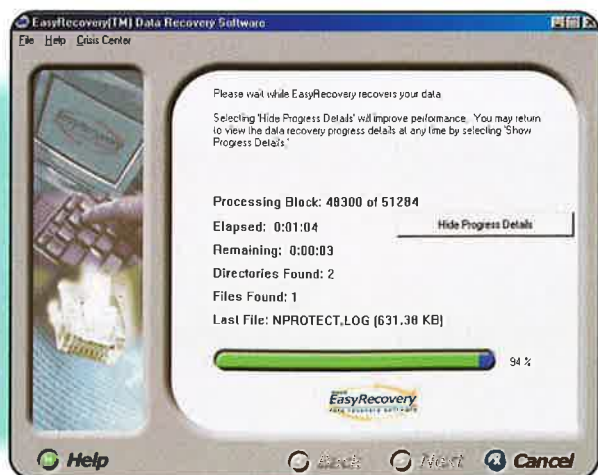 EasyRecovery(TM) Data Recovery Software
File Help Crisis Center
EasyRecovery
Please wait while EasyRecovery recovers your data
Selecting 'Hide Progress Details' will improve performance. You may return
to view the data recovery progress details at any time by selecting 'Show
Progress Details.'
Processing Block: 48300 of 51284
Elapsed: 0:01:04
Hide Progress Details
Remaining: 0:00:03
Directories Found: 2
Files Found: 1
Last File: NPROTECT.LOG (631.38 KB)
94 %
EasyRecovery
data recovery software
Help
Back
Next
Cancel